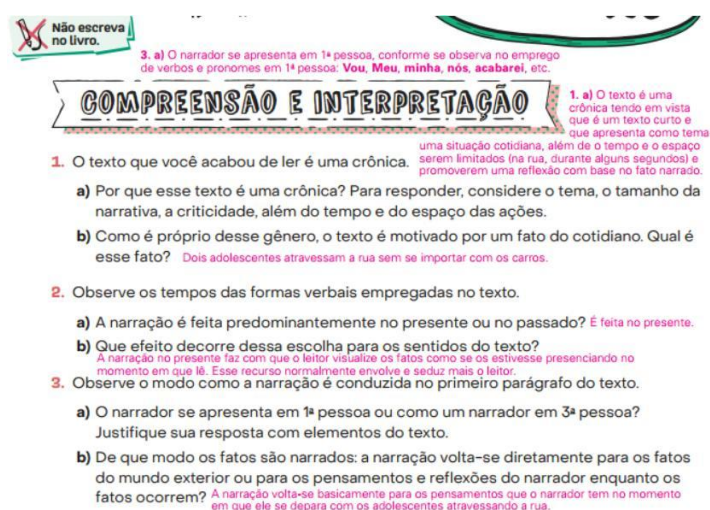 Não escreva
no livro.
3. a) O narrador se apresenta em 1ª pessoa, conforme se observa no emprego
de verbos e pronomes em 1ª pessoa: Vou, Meu, minha, nós, acabarei, etc.
COMPREENSÃO E INTERPRETAÇÃO
1. a) O texto é uma
crônica tendo em vista
que é um texto curto e
que apresenta como tema
uma situação cotidiana, além de o tempo e o espaço
serem limitados (na rua, durante alguns segundos) e
promoverem uma reflexão com base no fato narrado.
1. O texto que você acabou de ler é uma crônica.
a) Por que esse texto é uma crônica? Para responder, considere o tema, o tamanho da
narrativa, a criticidade, além do tempo e do espaço das ações.
b) Como é próprio desse gênero, o texto é motivado por um fato do cotidiano. Qual é
esse fato? Dois adolescentes atravessam a rua sem se importar com os carros.
2. Observe os tempos das formas verbais empregadas no texto.
a) A narração é feita predominantemente no presente ou no passado? É feita no presente.
b) Que efeito decorre dessa escolha para os sentidos do texto?
A narração no presente faz com que o leitor visualize os fatos como se os estivesse presenciando no
momento em que lê. Esse recurso normalmente envolve e seduz mais o leitor.
3. Observe o modo como a narração é conduzida no primeiro parágrafo do texto.
a) O narrador se apresenta em 1ª pessoa ou como um narrador em 3ª pessoa?
Justifique sua resposta com elementos do texto.
b) De que modo os fatos são narrados: a narração volta-se diretamente para os fatos
do mundo exterior ou para os pensamentos e reflexões do narrador enquanto os
fatos ocorrem? A narração volta-se basicamente para os pensamentos que o narrador tem no momento
em que ele se depara com os adolescentes atravessando a rua.